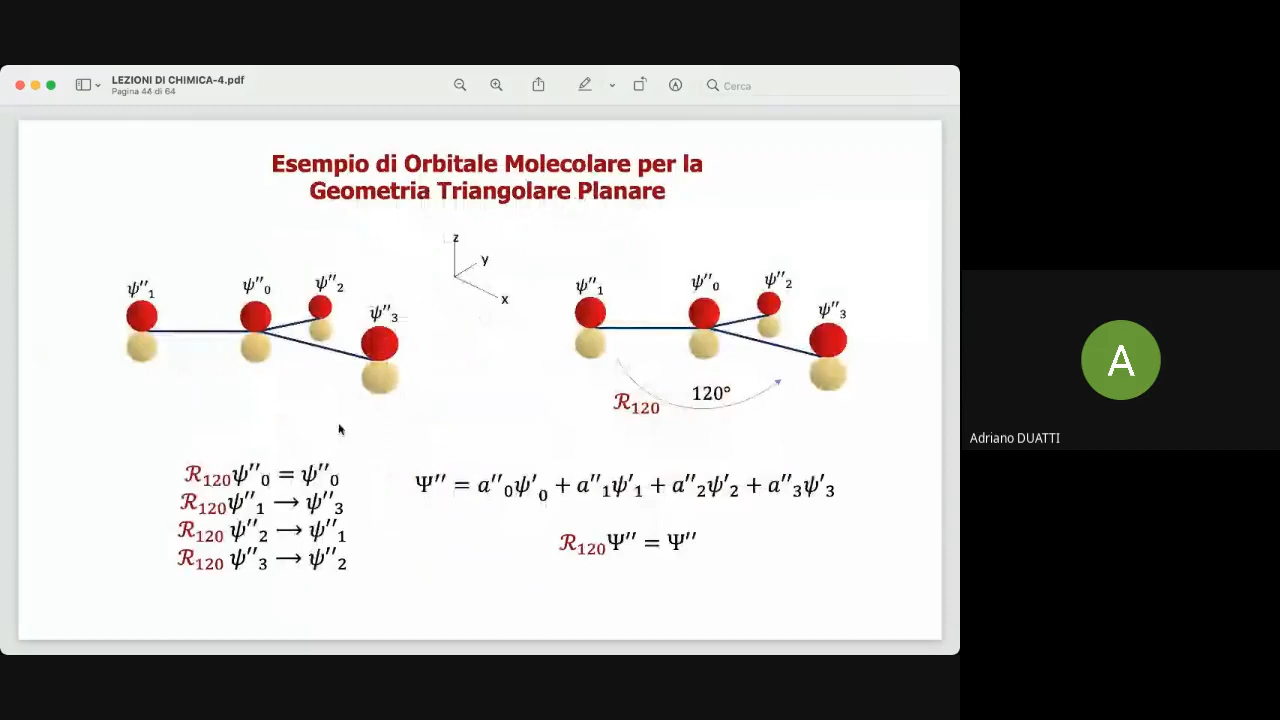 LEZIONI DI CHIMICA-4.pdf
Pagina 44 di 64
Cerca
Esempio di Orbitale Molecolare per la
Geometria Triangolare Planare
z
y
x
ψ″₁ ψ″₀ ψ″₂ ψ″₃
ψ″₁ ψ″₀ ψ″₂ ψ″₃
120°
ℛ₁₂₀
ℛ₁₂₀ψ″₀ = ψ″₀
ℛ₁₂₀ψ″₁ ⟶ ψ″₃
ℛ₁₂₀ ψ″₂ ⟶ ψ″₁
ℛ₁₂₀ ψ″₃ ⟶ ψ″₂
Ψ″ = a″₀ψ′₀ + a″₁ψ′₁ + a″₂ψ′₂ + a″₃ψ′₃
ℛ₁₂₀Ψ″ = Ψ″
A
Adriano DUATTI